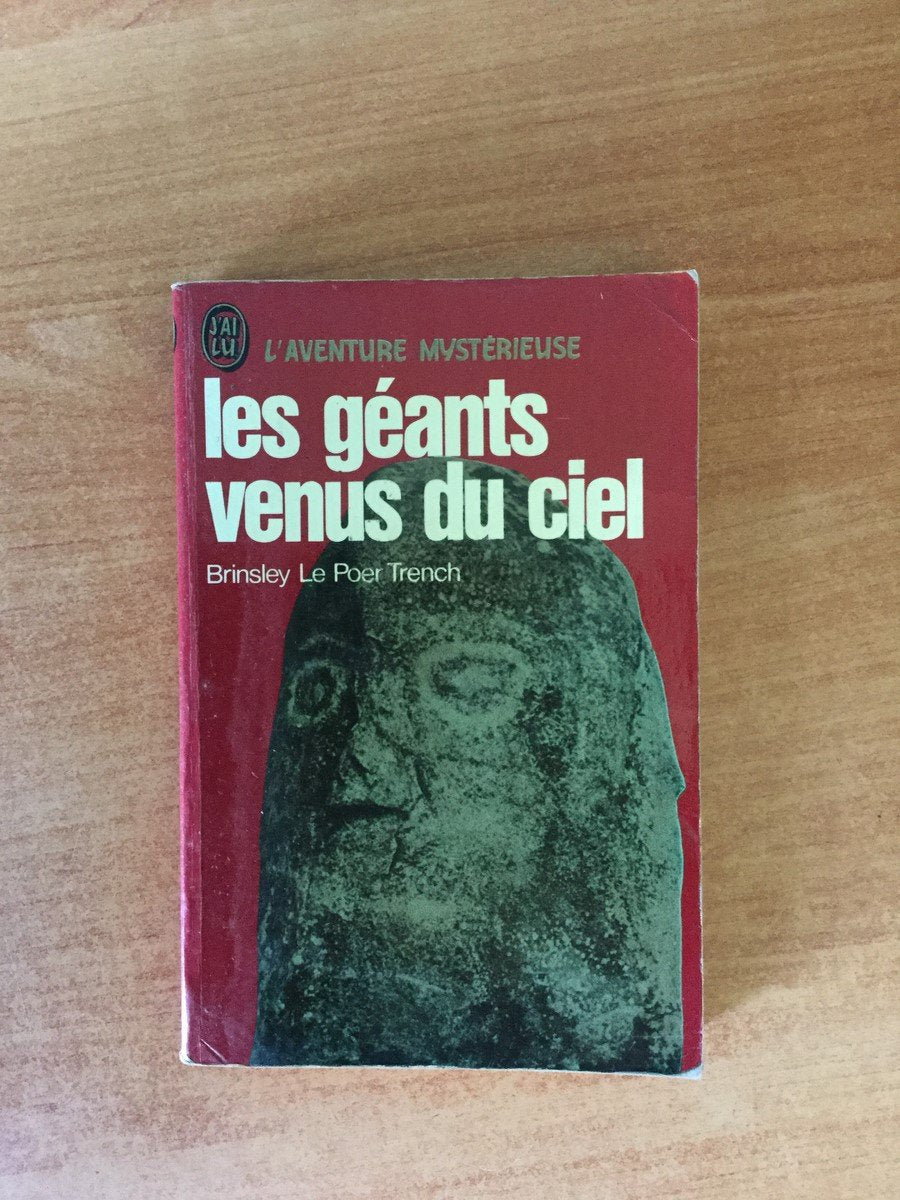 J'AI
LU
L'AVENTURE MYSTÉRIEUSE
les géants
venus du ciel
Brinsley Le Poer Trench